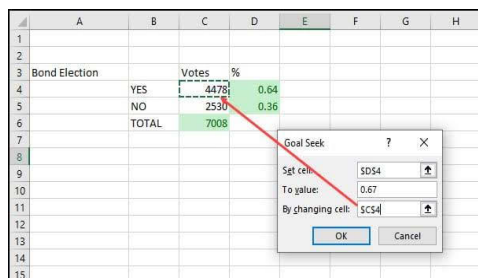 A B C D E F G H
1
2
3 Bond Election Votes %
4 YES 4478 0.64
5 NO 2530 0.36
6 TOTAL 7008
7
8
9
10
11
12
13
14
15
Goal Seek ? ×
Set cell: $D$4
To value: 0.67
By changing cell: $C$4
OK Cancel